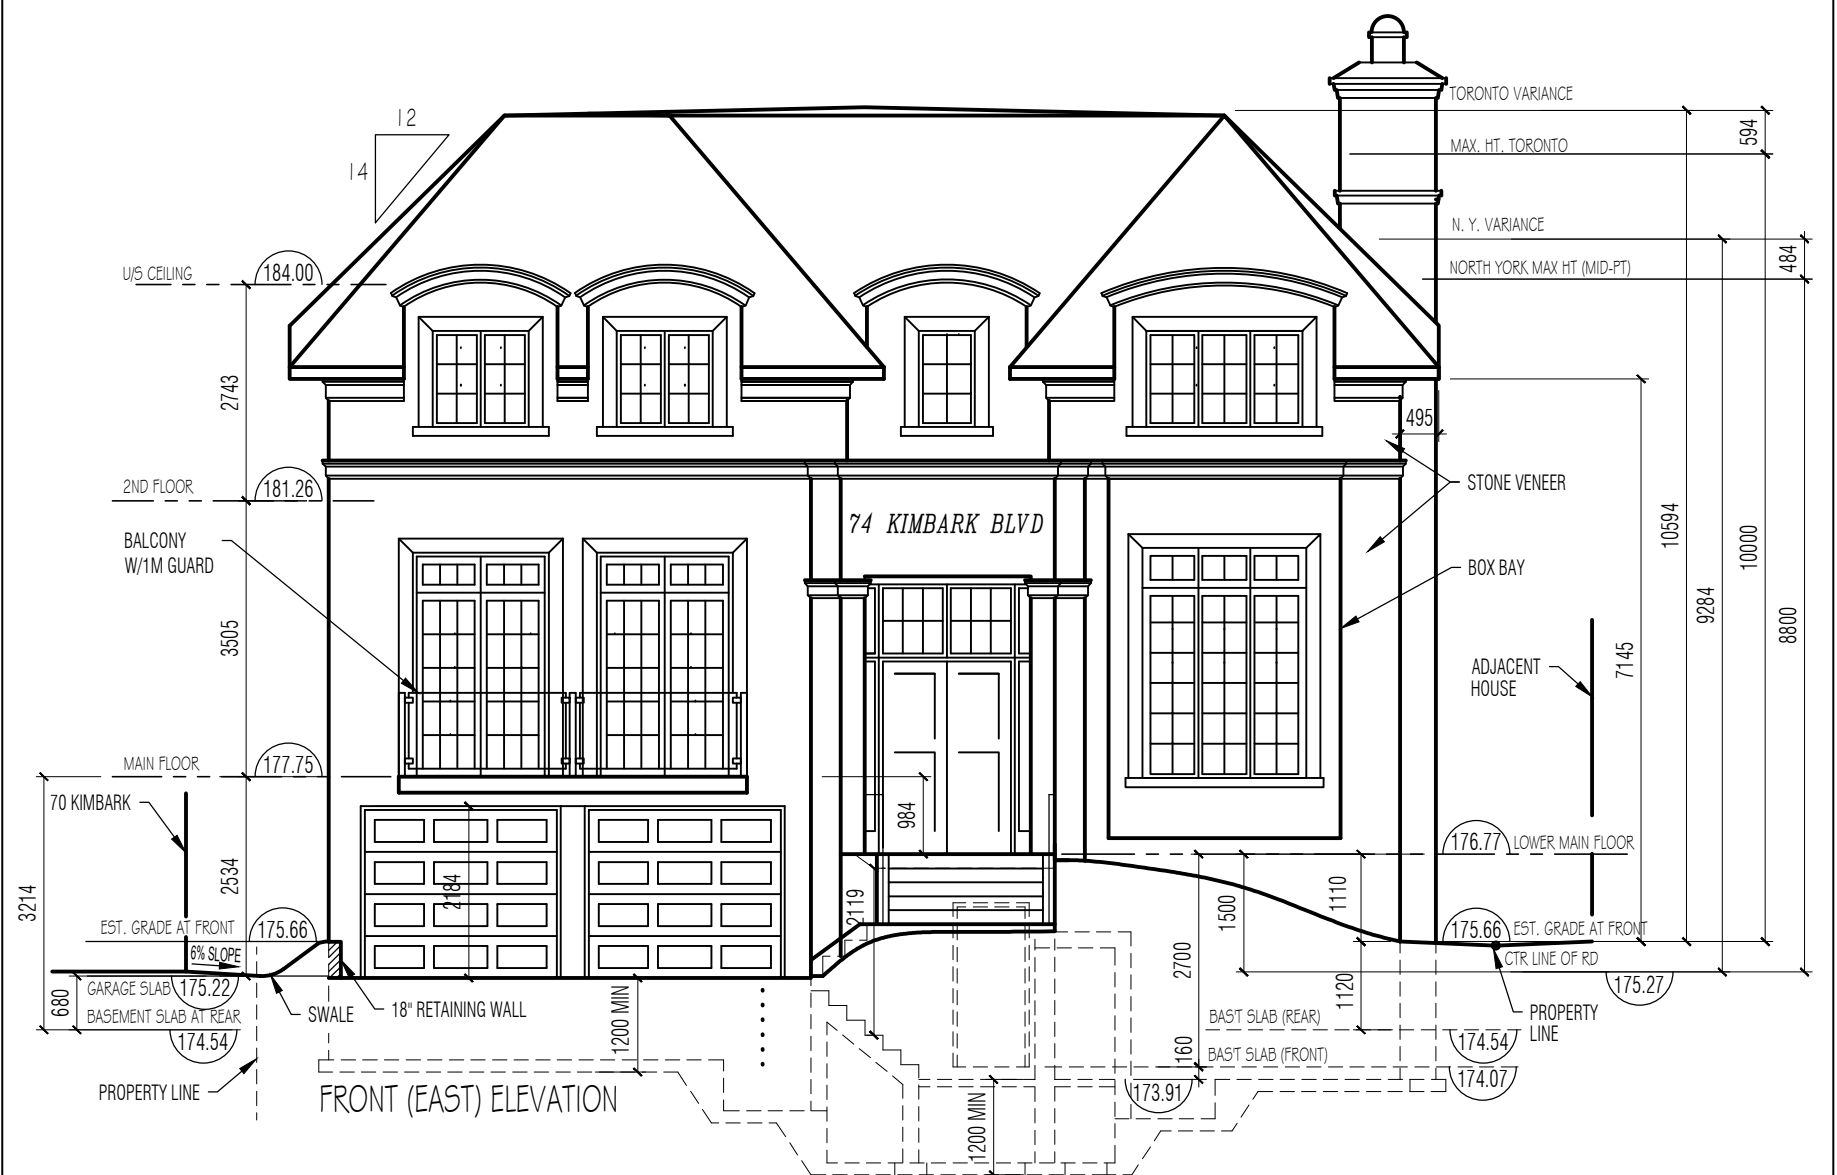 TORONTO VARIANCE
12
594
MAX. HT. TORONTO
14
N. Y. VARIANCE
484
U/S CEILING
184.00
NORTH YORK MAX HT (MID-PT)
2743
495
2ND FLOOR
181.26
STONE VENEER
74 KIMBARK BLVD
10594
10000
BALCONY
W/1M GUARD
BOX BAY
9284
8800
3505
7145
ADJACENT
HOUSE
MAIN FLOOR
177.75
70 KIMBARK
984
176.77
LOWER MAIN FLOOR
2534
2184
3214
2119
1500
1110
EST. GRADE AT FRONT
175.66
175.66
EST. GRADE AT FRONT
6% SLOPE
2700
CTR LINE OF RD
GARAGE SLAB
175.22
175.27
680
1120
18" RETAINING WALL
SWALE
1200 MIN
BASEMENT SLAB AT REAR
BAS'T SLAB (REAR)
PROPERTY
LINE
174.54
174.54
160
BAS'T SLAB (FRONT)
174.07
PROPERTY LINE
FRONT (EAST) ELEVATION
173.91
1200 MIN